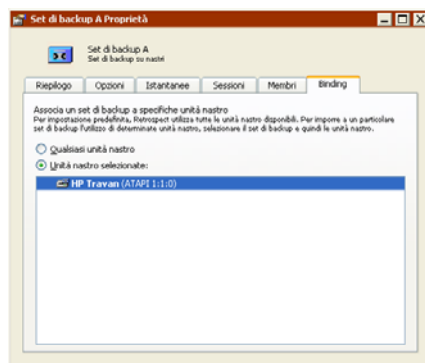 Set di backup A Proprietà
Set di backup A
Set di backup su nastri
Riepilogo Opzioni Istantanee Sessioni Membri Binding
Associa un set di backup a specifiche unità nastro
Per impostazione predefinita, Retrospect utilizza tutte le unità nastro disponibili. Per imporre a un particolare
set di backup l'utilizzo di determinate unità nastro, selezionare il set di backup e quindi le unità nastro.
Qualsiasi unità nastro
Unità nastro selezionate:
HP Travan (ATAPI 1:1:0)